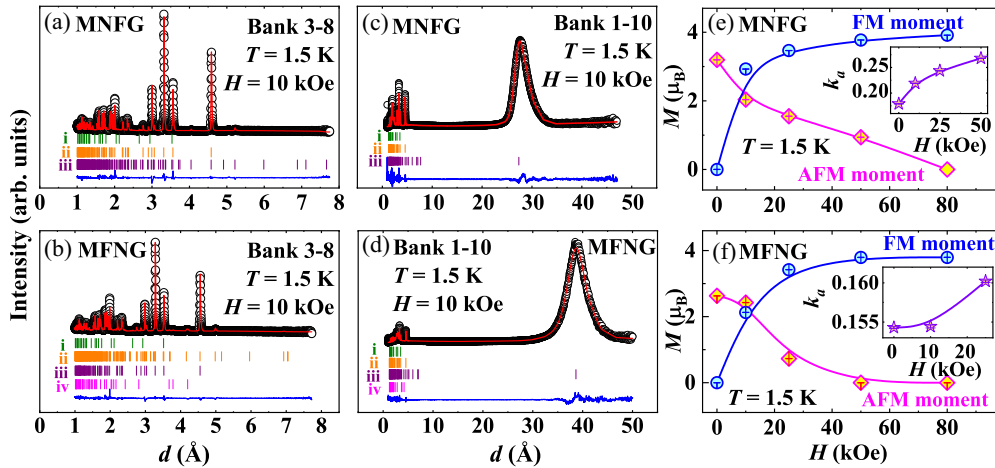 Intensity (arb. units)
(a) MNFG
Bank 3-8
T = 1.5 K
H = 10 kOe
i
ii
iii
0 1 2 3 4 5 6 7 8
(b) MFNG
Bank 3-8
T = 1.5 K
H = 10 kOe
i
ii
iii
iv
0 1 2 3 4 5 6 7 8
d (Å)
(c) MNFG
Bank 1-10
T = 1.5 K
H = 10 kOe
i
ii
iii
0 10 20 30 40 50
(d) Bank 1-10
MFNG
T = 1.5 K
H = 10 kOe
i
ii
iii
iv
0 10 20 30 40 50
d (Å)
(e) MNFG
FM moment
M (μB)
4
2
0
ka
0.25
0.20
0 25 50
H (kOe)
T = 1.5 K
AFM moment
0 20 40 60 80 100
(f) MFNG
FM moment
M (μB)
4
2
0
ka
0.160
0.155
0 10 20
H (kOe)
AFM moment
T = 1.5 K
0 20 40 60 80 100
H (kOe)